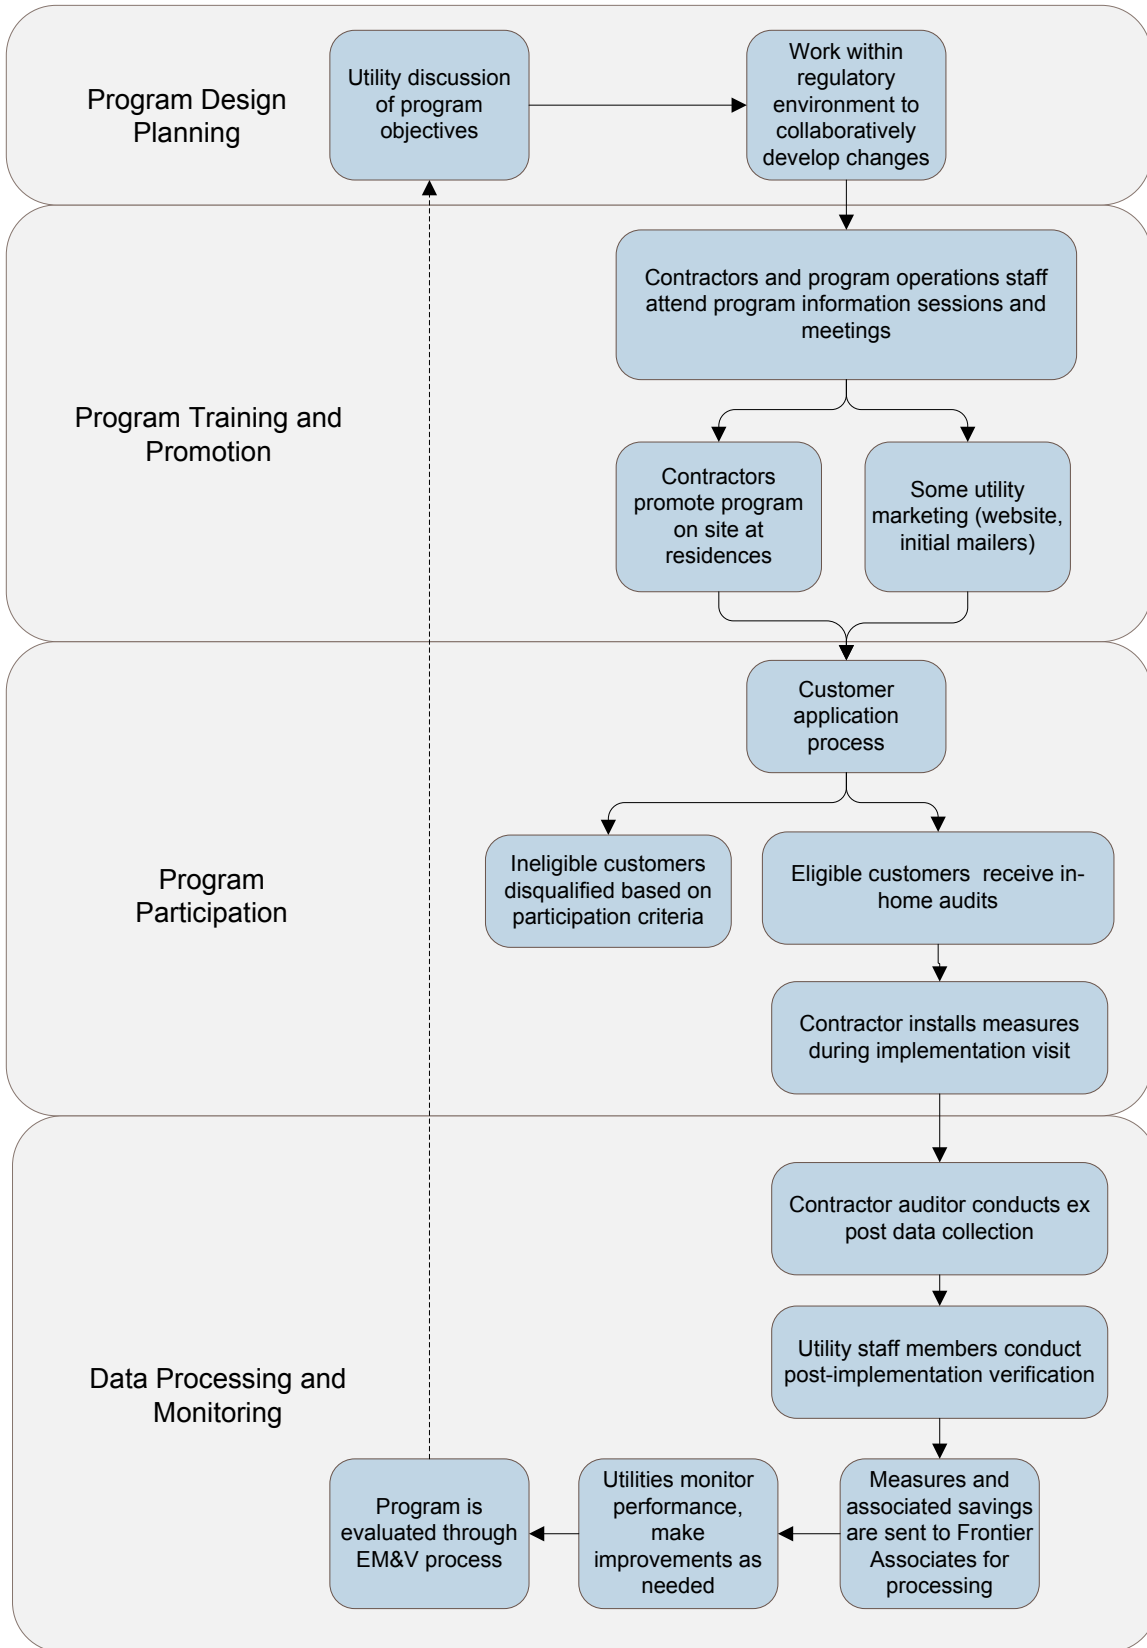 Program Design
Planning
Utility discussion
of program
objectives
Work within
regulatory
environment to
collaboratively
develop changes
Program Training and
Promotion
Contractors and program operations staff
attend program information sessions and
meetings
Contractors
promote program
on site at
residences
Some utility
marketing (website,
initial mailers)
Program
Participation
Customer
application
process
Ineligible customers
disqualified based on
participation criteria
Eligible customers  receive in-
home audits
Contractor installs measures
during implementation visit
Data Processing and
Monitoring
Contractor auditor conducts ex
post data collection
Utility staff members conduct
post-implementation verification
Measures and
associated savings
are sent to Frontier
Associates for
processing
Utilities monitor
performance,
make
improvements as
needed
Program is
evaluated through
EM&V process